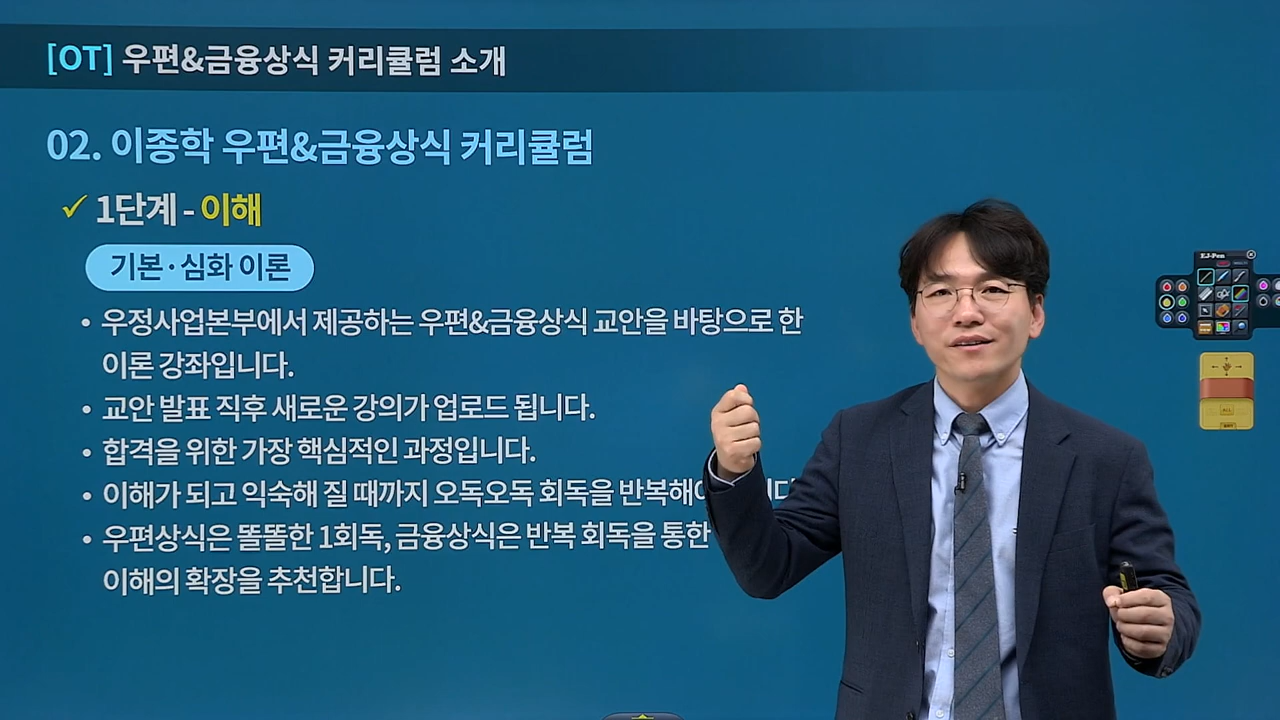 [OT] 우편&금융상식 커리큘럼 소개
02. 이종학 우편&금융상식 커리큘럼
✓ 1단계 - 이해
기본·심화 이론
• 우정사업본부에서 제공하는 우편&금융상식 교안을 바탕으로 한
이론 강좌입니다.
• 교안 발표 직후 새로운 강의가 업로드 됩니다.
• 합격을 위한 가장 핵심적인 과정입니다.
• 이해가 되고 익숙해 질 때까지 오독오독 회독을 반복해야
• 우편상식은 똘똘한 1회독, 금융상식은 반복 회독을 통한
이해의 확장을 추천합니다.
EJ-Pen
ALL